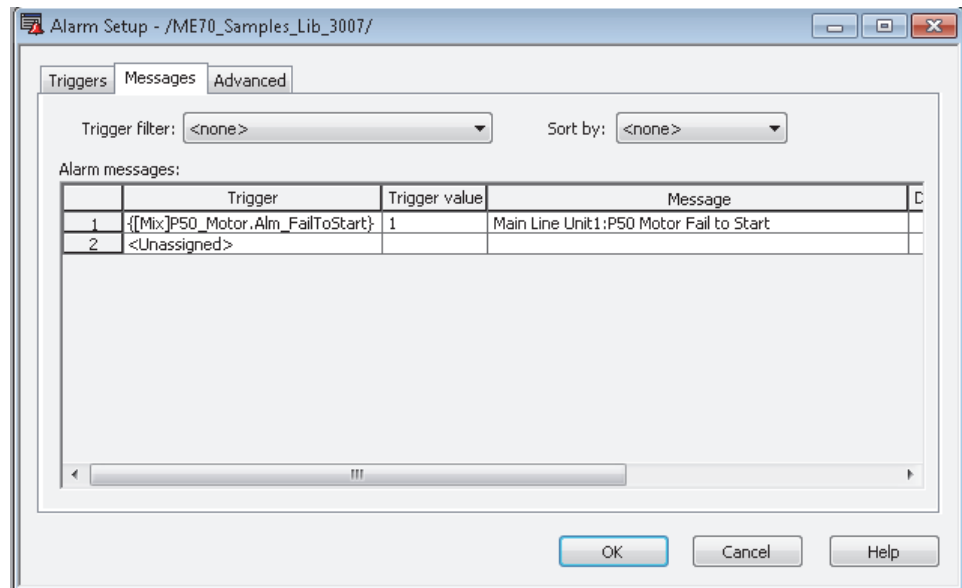 Alarm Setup - /ME70_Samples_Lib_3007/
Triggers Messages Advanced
Trigger filter: <none> Sort by: <none>
Alarm messages:
Trigger Trigger value Message D
1 {[Mix]P50_Motor.Alm_FailToStart} 1 Main Line Unit1:P50 Motor Fail to Start
2 <Unassigned>
OK Cancel Help